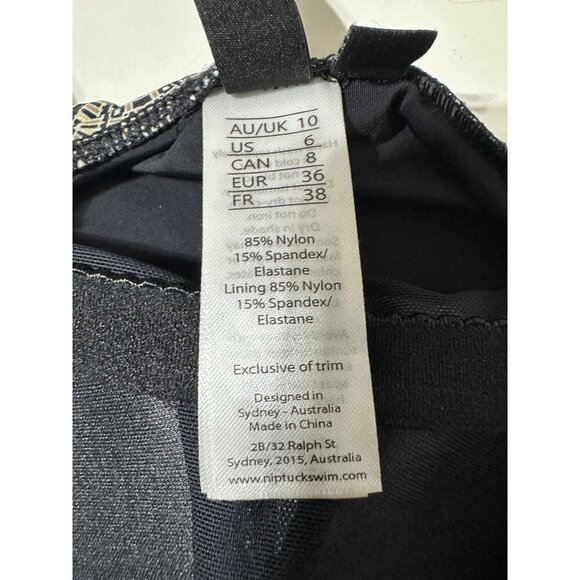 AU/UK 10
US 6
CAN 8
EUR 36
FR 38
85% Nylon
15% Spandex/
Elastane
Lining 85% Nylon
15% Spandex/
Elastane
Exclusive of trim
Designed in
Sydney - Australia
Made in China
2B/32 Ralph St
Sydney, 2015, Australia
www.niptuckswim.com